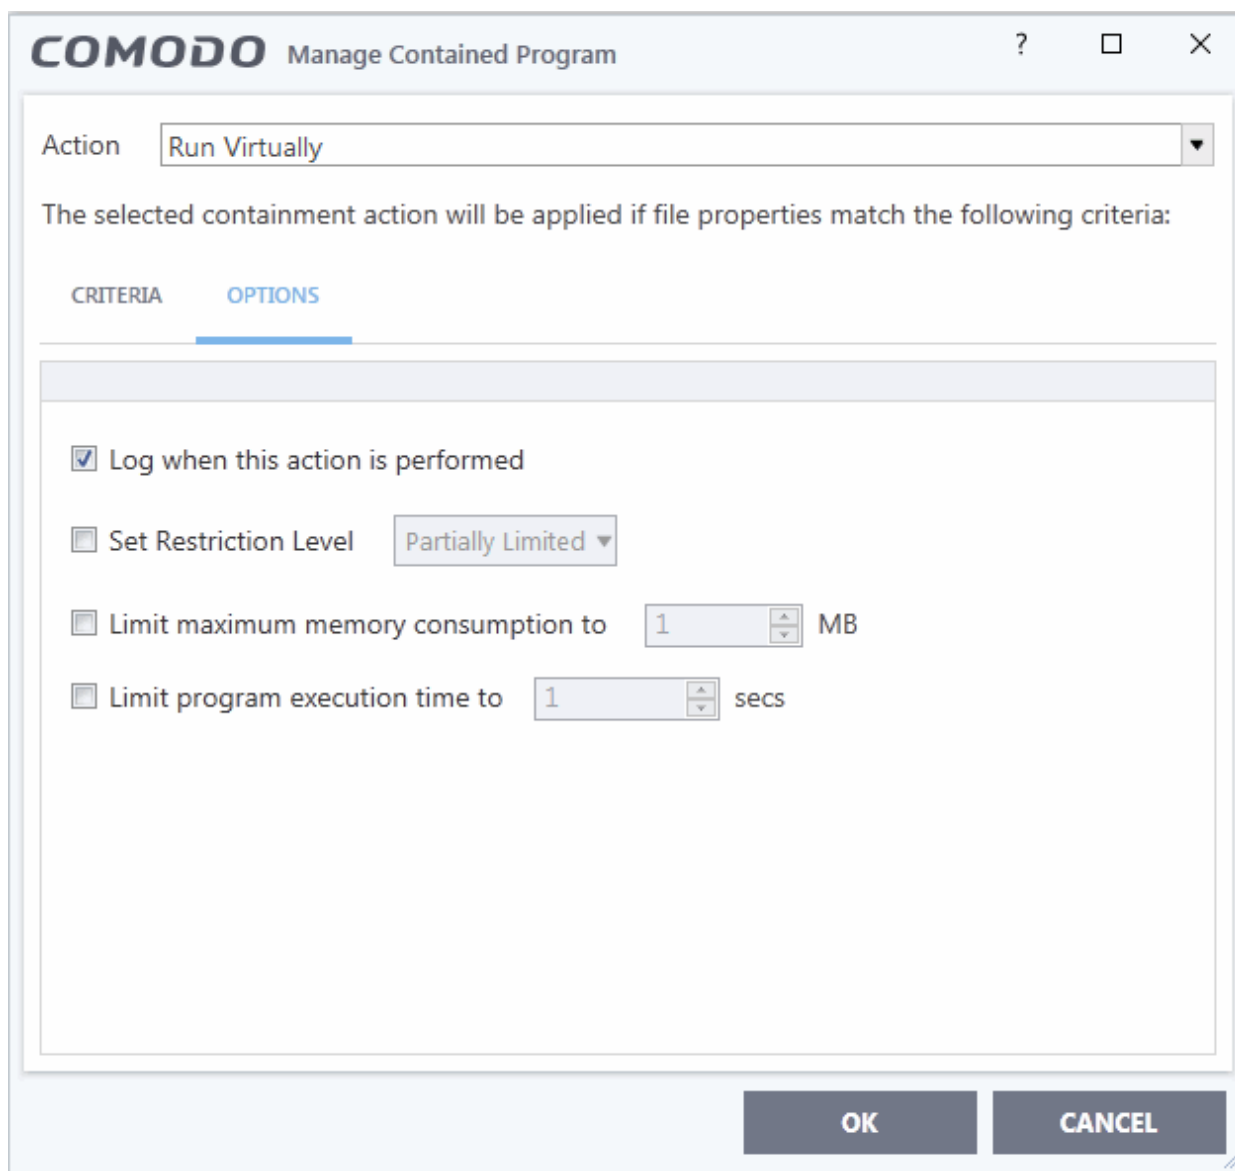 COMODO Manage Contained Program ?
Action Run Virtually
The selected containment action will be applied if file properties match the following criteria:
CRITERIA OPTIONS
Log when this action is performed
Set Restriction Level Partially Limited
Limit maximum memory consumption to 1 MB
Limit program execution time to 1 secs
OK CANCEL